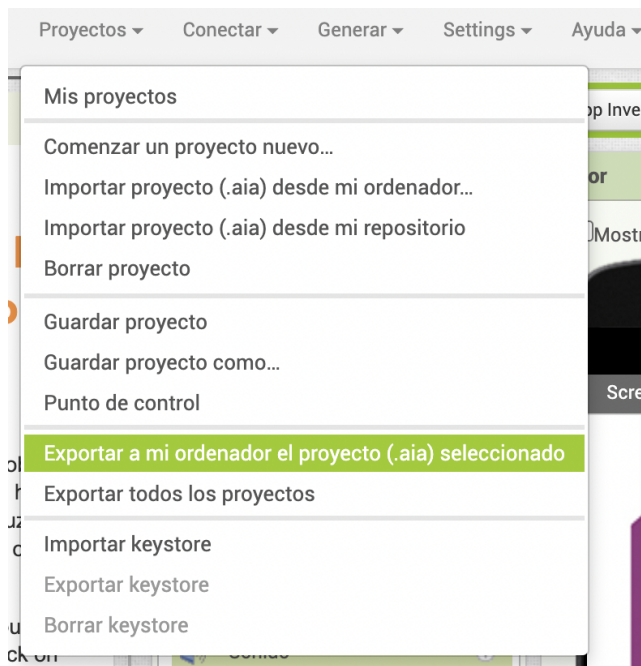 Proyectos Conectar Generar Settings Ayuda
Mis proyectos
Comenzar un proyecto nuevo...
Importar proyecto (.aia) desde mi ordenador...
Importar proyecto (.aia) desde mi repositorio
Borrar proyecto
Guardar proyecto
Guardar proyecto como...
Punto de control
Exportar a mi ordenador el proyecto (.aia) seleccionado
Exportar todos los proyectos
Importar keystore
Exportar keystore
Borrar keystore